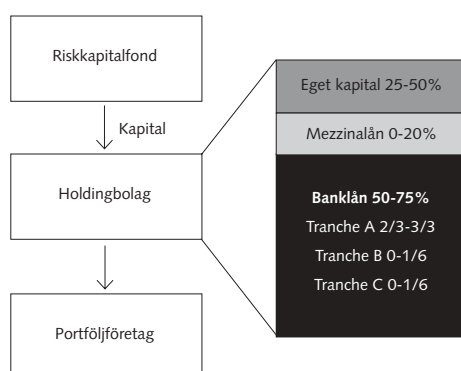 Riskkapitalfond
Kapital
Holdingbolag
Portföljföretag
Eget kapital 25-50%
Mezzinalån 0-20%
Banklån 50-75%
Tranche A 2/3-3/3
Tranche B 0-1/6
Tranche C 0-1/6